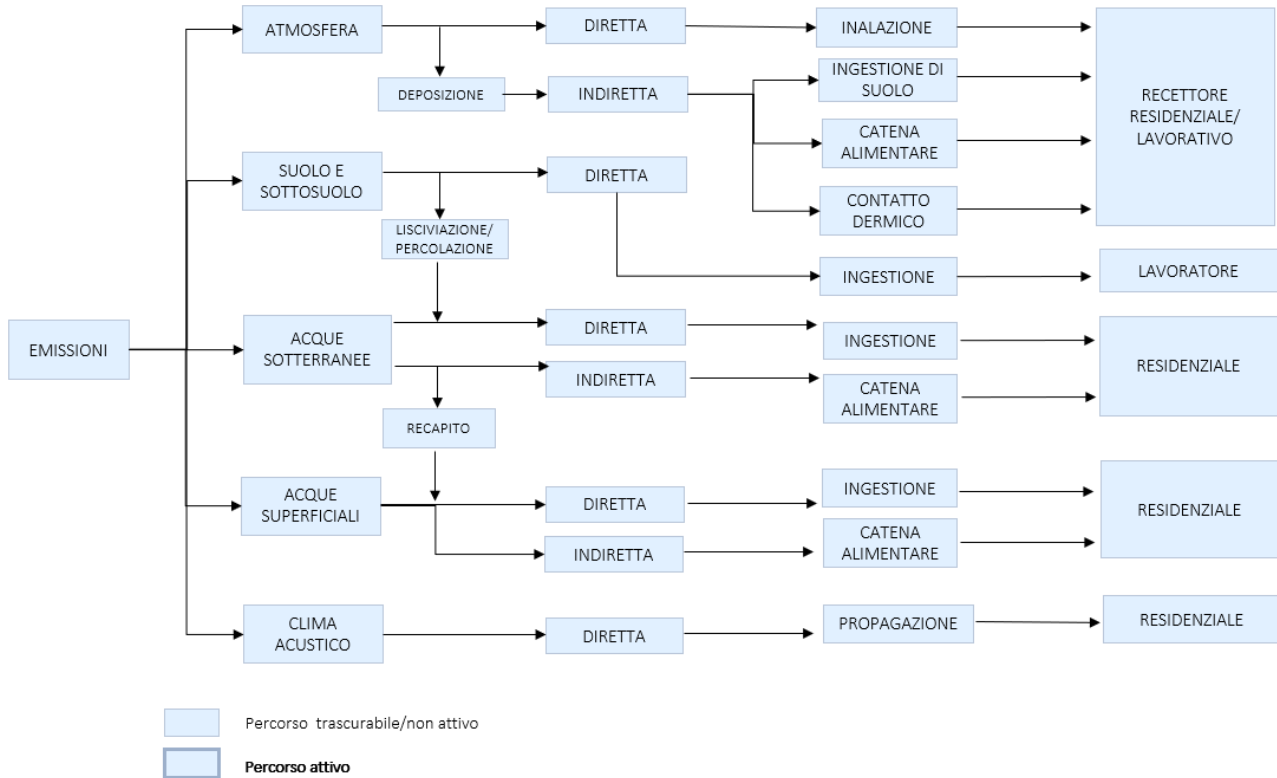 ATMOSFERA
DIRETTA
INALAZIONE
DEPOSIZIONE
INDIRETTA
INGESTIONE DI
SUOLO
CATENA
ALIMENTARE
CONTATTO
DERMICO
RECETTORE
RESIDENZIALE/
LAVORATIVO
SUOLO E
SOTTOSUOLO
DIRETTA
LISCIVIAZIONE/
PERCOLAZIONE
INGESTIONE
LAVORATORE
EMISSIONI
ACQUE
SOTTERRANEE
DIRETTA
INGESTIONE
INDIRETTA
CATENA
ALIMENTARE
RESIDENZIALE
RECAPITO
ACQUE
SUPERFICIALI
DIRETTA
INGESTIONE
INDIRETTA
CATENA
ALIMENTARE
RESIDENZIALE
CLIMA
ACUSTICO
DIRETTA
PROPAGAZIONE
RESIDENZIALE
Percorso trascurabile/non attivo
Percorso attivo